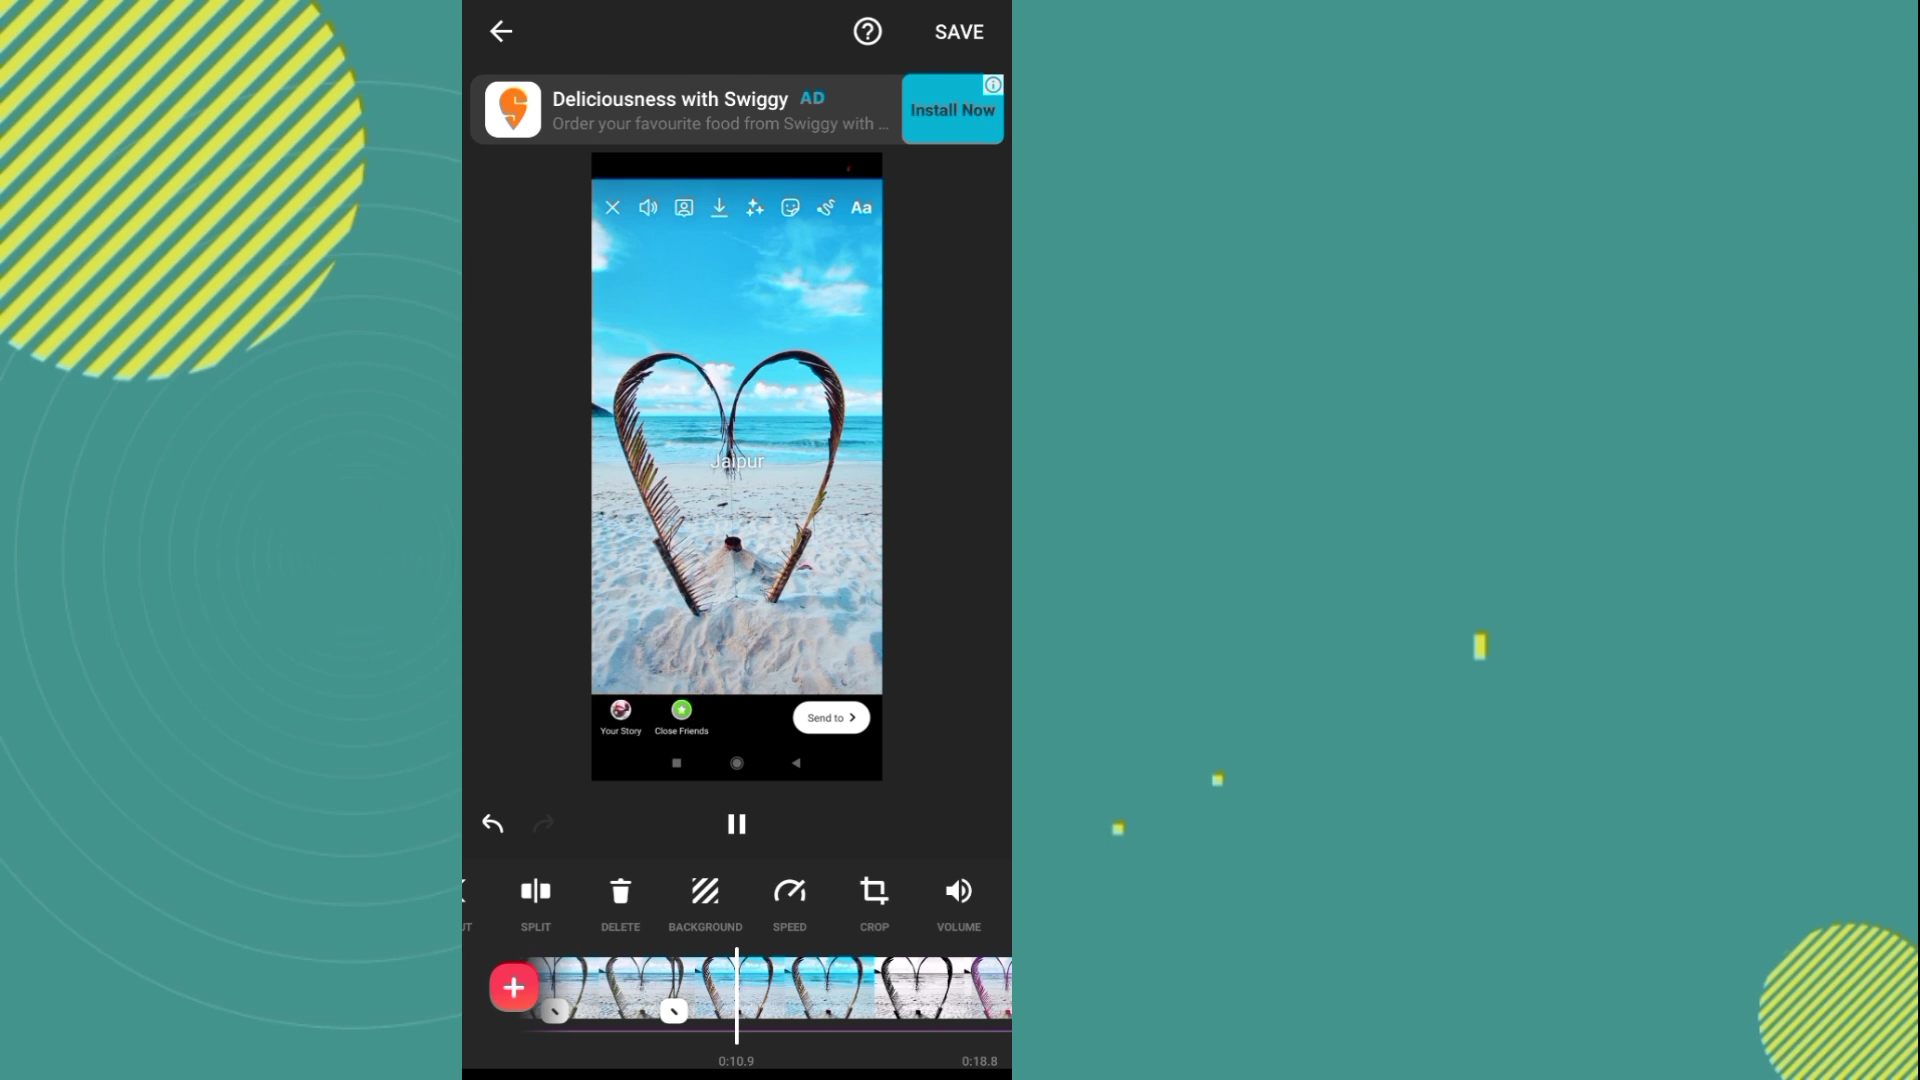 SAVE
Deliciousness with Swiggy AD
Order your favourite food from Swiggy with ...
Install Now
Aa
Jaipur
Your Story
Close Friends
Send to
UT
SPLIT
DELETE
BACKGROUND
SPEED
CROP
VOLUME
0:10.9
0:18.8